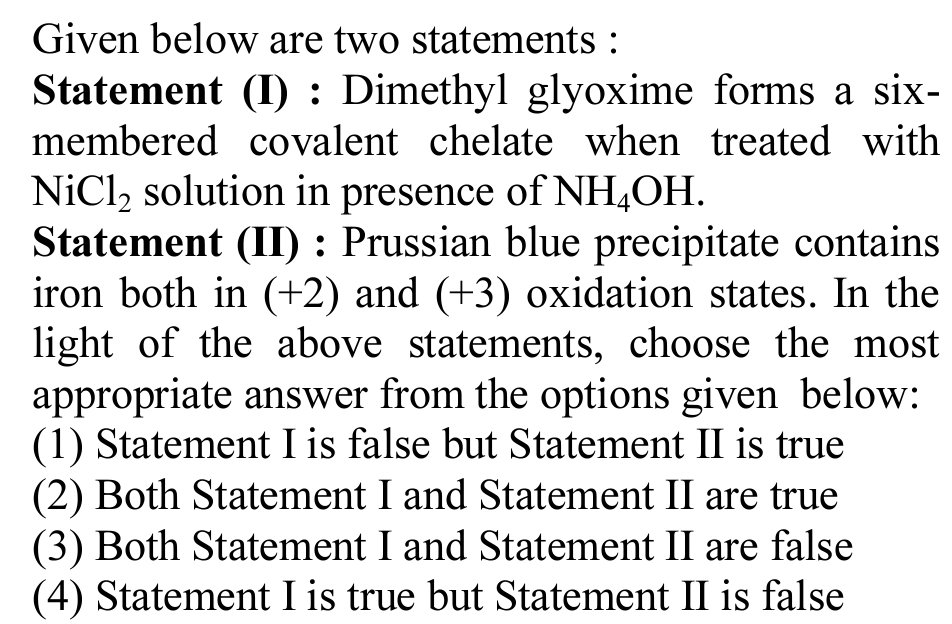 Given below are two statements :
Statement (I) : Dimethyl glyoxime forms a six-
membered covalent chelate when treated with
NiCl₂ solution in presence of NH₄OH.
Statement (II) : Prussian blue precipitate contains
iron both in (+2) and (+3) oxidation states. In the
light of the above statements, choose the most
appropriate answer from the options given below:
(1) Statement I is false but Statement II is true
(2) Both Statement I and Statement II are true
(3) Both Statement I and Statement II are false
(4) Statement I is true but Statement II is false